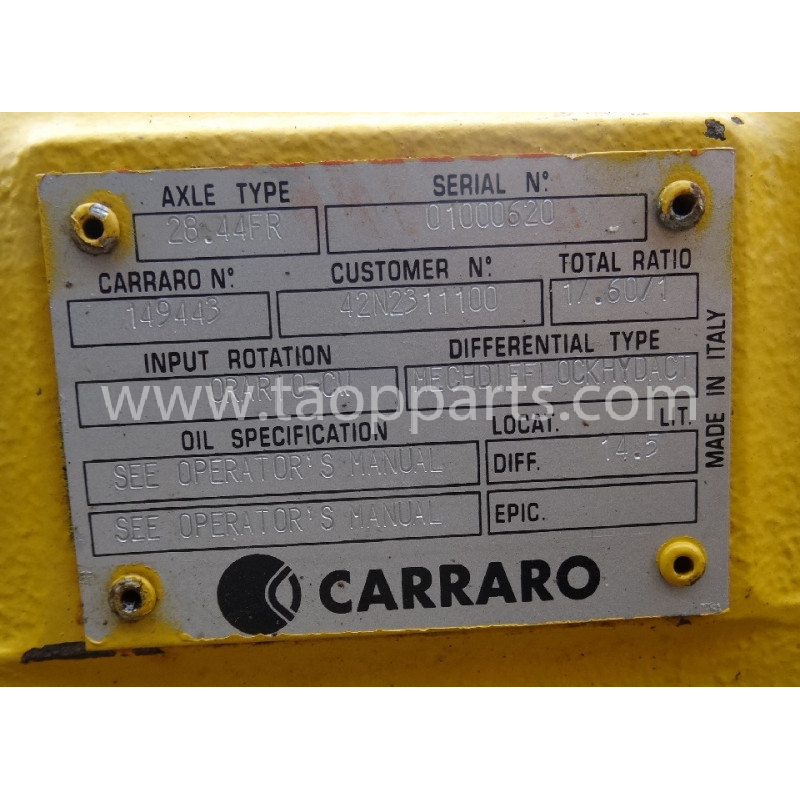 AXLE TYPE SERIAL N°.
28.44FR 01000620
CARRARO N°. CUSTOMER N°. TOTAL RATIO
149443 42N2311100 17.60/1
INPUT ROTATION DIFFERENTIAL TYPE
MECHDIFFLOCKHYDACT
www.taopparts.com
OIL SPECIFICATION LOCAT. LT.
SEE OPERATOR'S MANUAL DIFF. 14.5
SEE OPERATOR'S MANUAL EPIC.
MADE IN ITALY
CARRARO